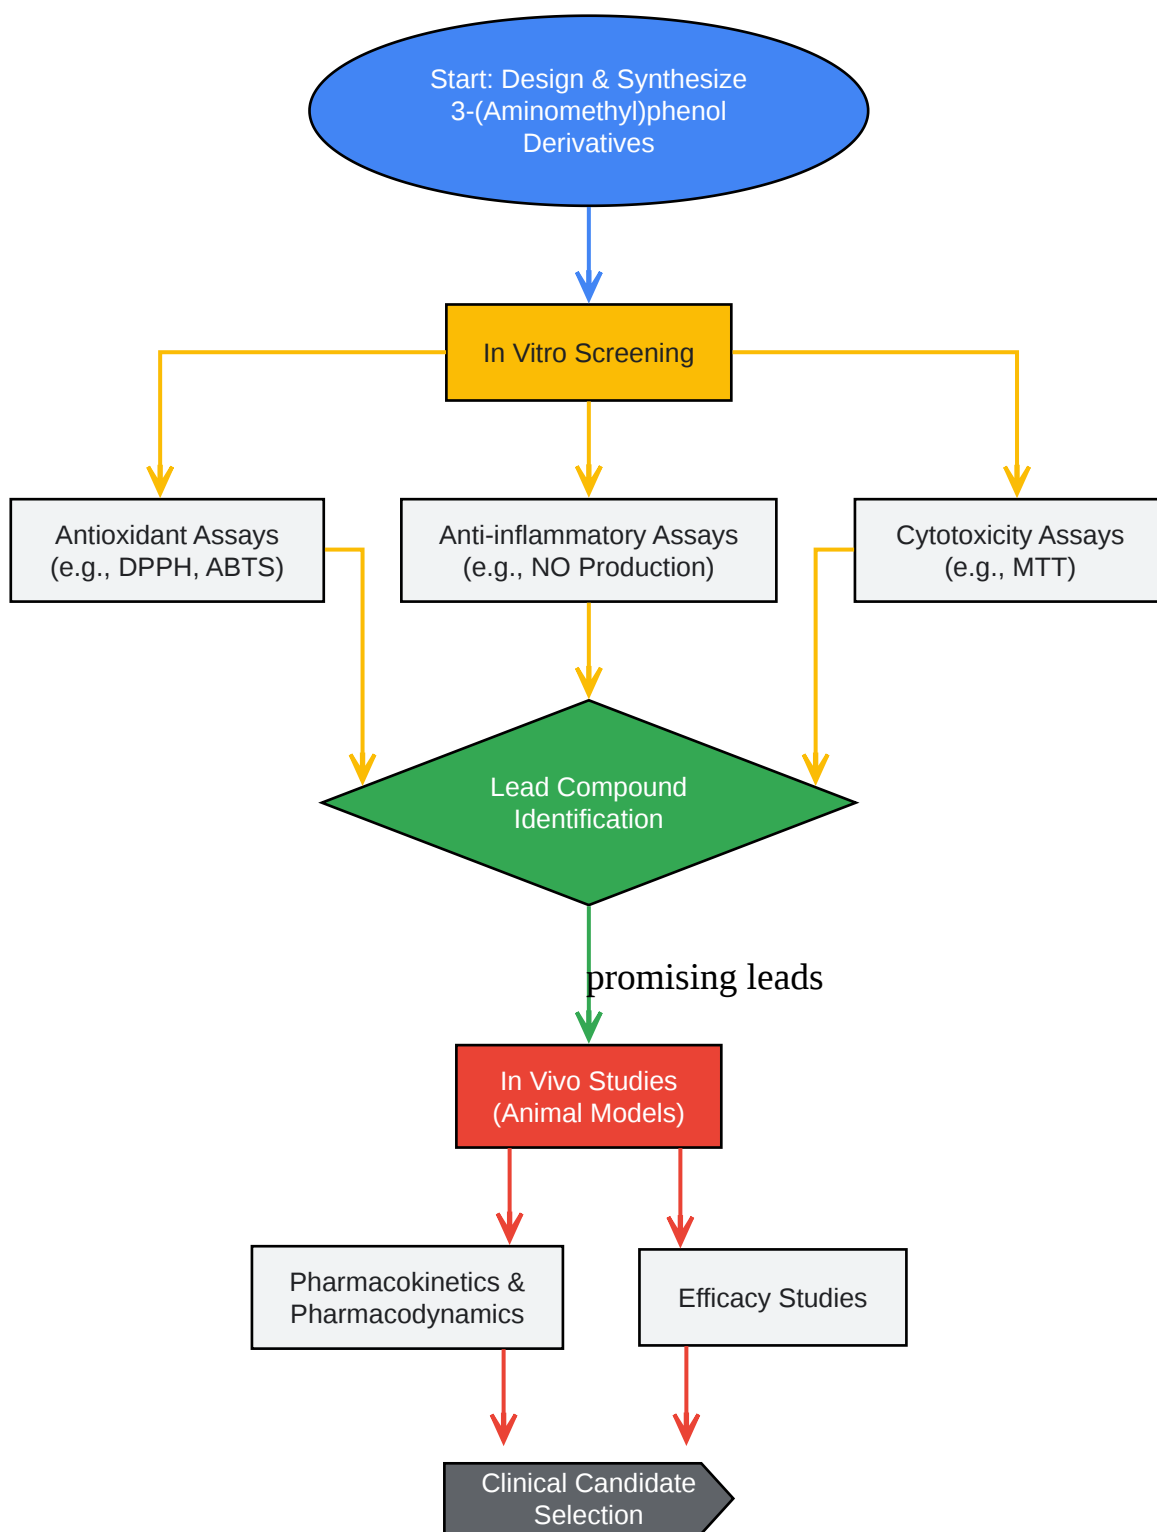 Start: Design & Synthesize
3-(Aminomethyl)phenol
Derivatives
In Vitro Screening
Antioxidant Assays
(e.g., DPPH, ABTS)
Anti-inflammatory Assays
(e.g., NO Production)
Cytotoxicity Assays
(e.g., MTT)
Lead Compound
Identification
promising leads
In Vivo Studies
(Animal Models)
Pharmacokinetics &
Pharmacodynamics
Efficacy Studies
Clinical Candidate
Selection